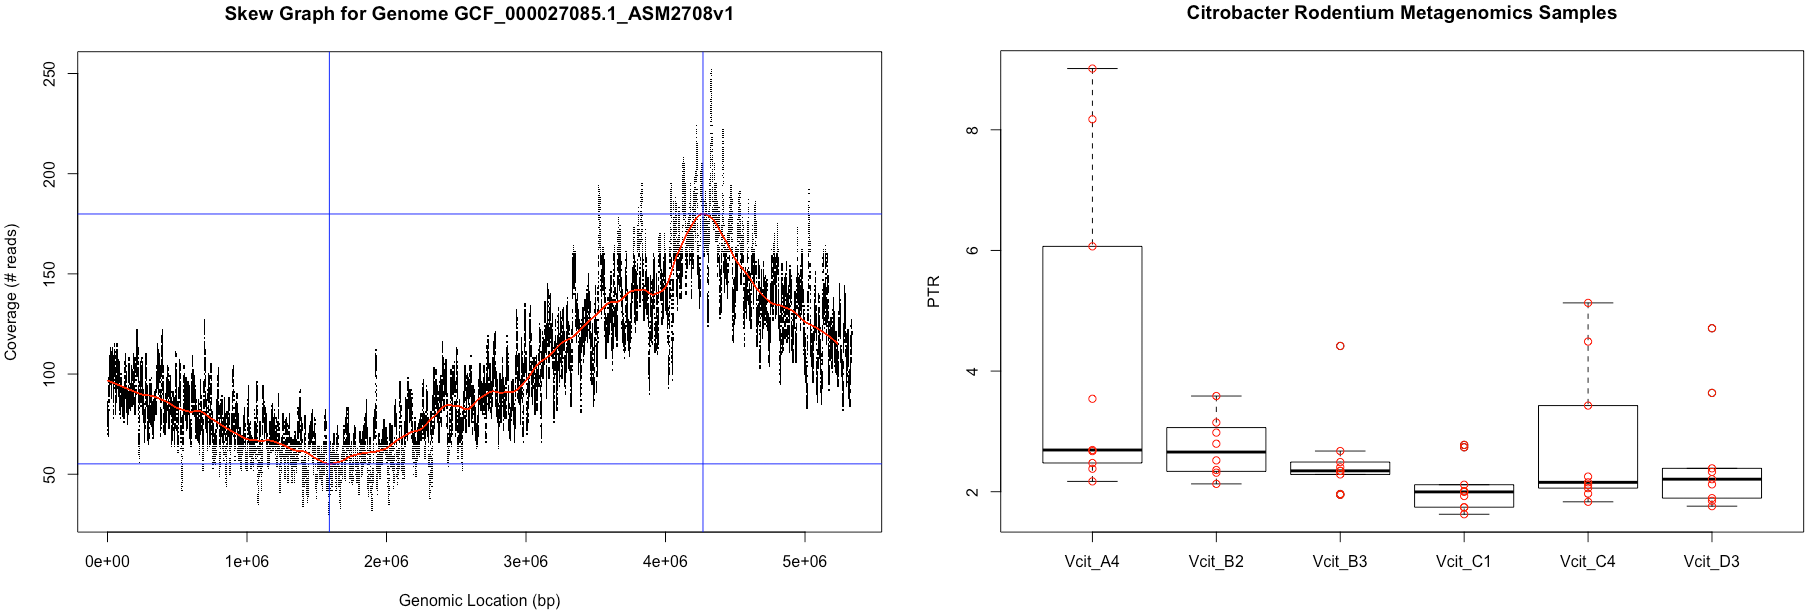 Skew Graph for Genome GCF_000027085.1_ASM2708v1
Coverage (# reads)
250
200
150
100
50
0e+00 1e+06 2e+06 3e+06 4e+06 5e+06
Genomic Location (bp)
Citrobacter Rodentium Metagenomics Samples
PTR
8
6
4
2
Vcit_A4 Vcit_B2 Vcit_B3 Vcit_C1 Vcit_C4 Vcit_D3